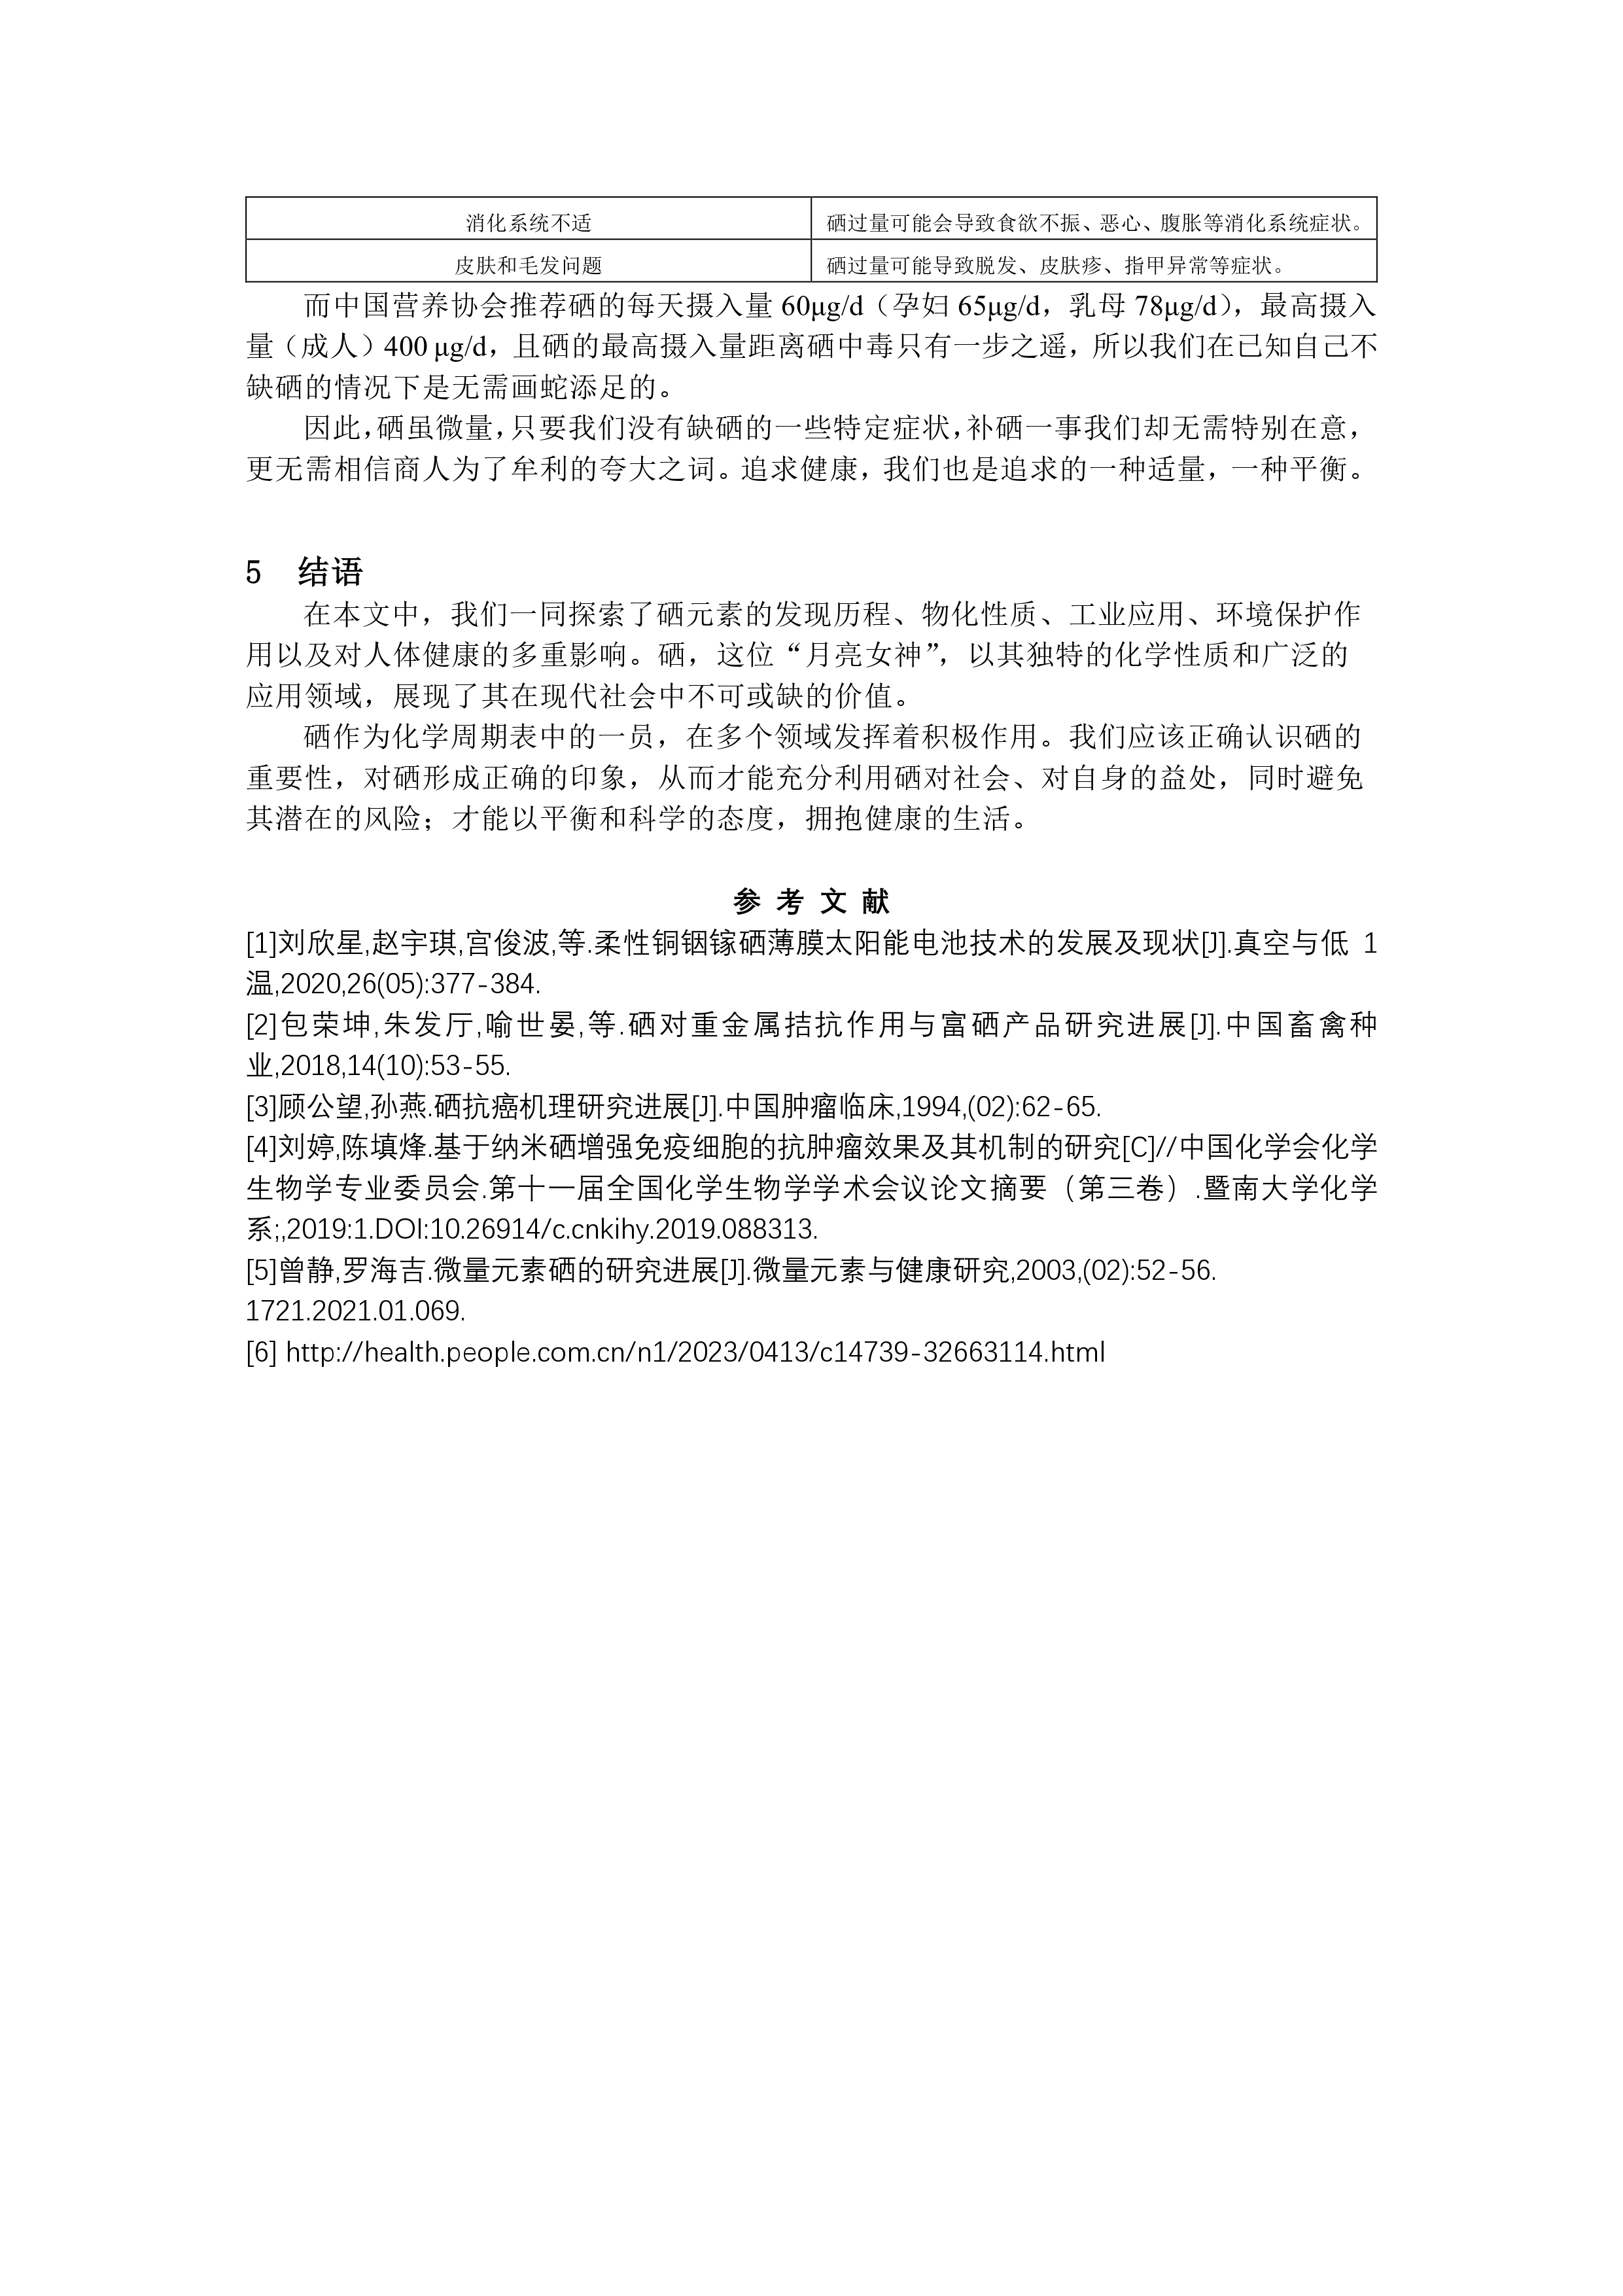 消化系统不适 硒过量可能会导致食欲不振、恶心、腹胀等消化系统症状。
皮肤和毛发问题 硒过量可能导致脱发、皮肤疹、指甲异常等症状。
而中国营养协会推荐硒的每天摄入量 60μg/d（孕妇 65μg/d，乳母 78μg/d），最高摄入
量（成人）400 μg/d，且硒的最高摄入量距离硒中毒只有一步之遥，所以我们在已知自己不
缺硒的情况下是无需画蛇添足的。
因此，硒虽微量，只要我们没有缺硒的一些特定症状，补硒一事我们却无需特别在意，
更无需相信商人为了牟利的夸大之词。追求健康，我们也是追求的一种适量，一种平衡。
5 结语
在本文中，我们一同探索了硒元素的发现历程、物化性质、工业应用、环境保护作
用以及对人体健康的多重影响。硒，这位“月亮女神”，以其独特的化学性质和广泛的
应用领域，展现了其在现代社会中不可或缺的价值。
硒作为化学周期表中的一员，在多个领域发挥着积极作用。我们应该正确认识硒的
重要性，对硒形成正确的印象，从而才能充分利用硒对社会、对自身的益处，同时避免
其潜在的风险；才能以平衡和科学的态度，拥抱健康的生活。
参 考 文 献
[1]刘欣星,赵宇琪,宫俊波,等.柔性铜铟镓硒薄膜太阳能电池技术的发展及现状[J].真空与低 1
温,2020,26(05):377-384.
[2]包荣坤,朱发厅,喻世晏,等.硒对重金属拮抗作用与富硒产品研究进展[J].中国畜禽种
业,2018,14(10):53-55.
[3]顾公望,孙燕.硒抗癌机理研究进展[J].中国肿瘤临床,1994,(02):62-65.
[4]刘婷,陈填烽.基于纳米硒增强免疫细胞的抗肿瘤效果及其机制的研究[C]//中国化学会化学
生物学专业委员会.第十一届全国化学生物学学术会议论文摘要（第三卷）.暨南大学化学
系;,2019:1.DOI:10.26914/c.cnkihy.2019.088313.
[5]曾静,罗海吉.微量元素硒的研究进展[J].微量元素与健康研究,2003,(02):52-56.
1721.2021.01.069.
[6] http://health.people.com.cn/n1/2023/0413/c14739-32663114.html